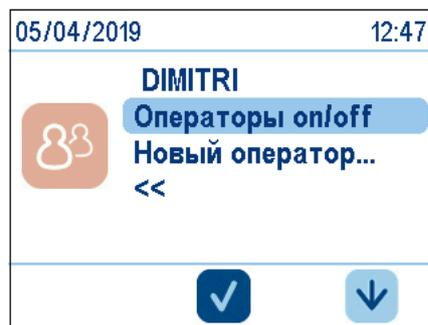 05/04/2019 12:47
DIMITRI
Операторы on/off
Новый оператор...
<<